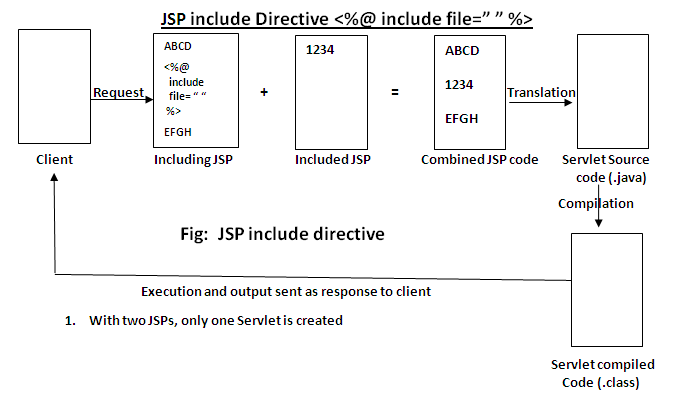 JSP include Directive <%@ include file=” ” %>
ABCD
<%@
include
file= “ “
%>
EFGH
1234
ABCD
1234
EFGH
Request
+
=
Translation
Client
Including JSP
Included JSP
Combined JSP code
Servlet Source
code (.java)
Compilation
Fig: JSP include directive
Execution and output sent as response to client
1. With two JSPs, only one Servlet is created
Servlet compiled
Code (.class)